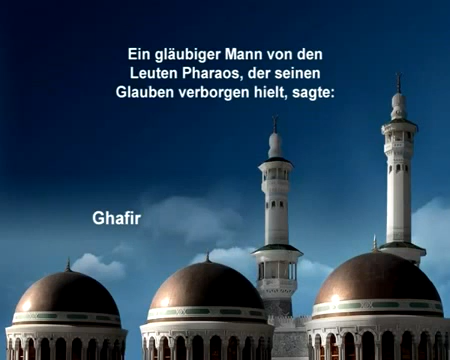 Ein gläubiger Mann von den
Leuten Pharaos, der seinen
Glauben verborgen hielt, sagte:
Ghafir